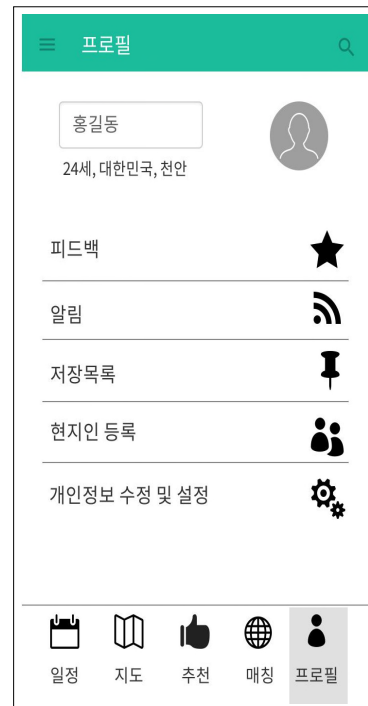 프로필
홍길동
24세, 대한민국, 천안
피드백
알림
저장목록
현지인 등록
개인정보 수정 및 설정
일정 지도 추천 매칭 프로필